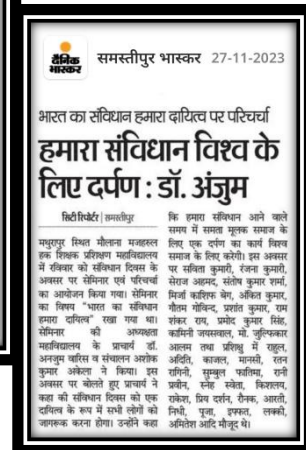 दैनिक
भास्कर
समस्तीपुर भास्कर 27-11-2023
भारत का संविधान हमारा दायित्व पर परिचर्चा
हमारा संविधान विश्व के
लिए दर्पण : डॉ. अंजुम
सिटी रिपोर्टर | समस्तीपुर
मथुरापुर स्थित मौलाना मजहरूल
हक शिक्षक प्रशिक्षण महाविद्यालय
में रविवार को संविधान दिवस के
अवसर पर सेमिनार एवं परिचर्चा
का आयोजन किया गया। सेमिनार
का विषय "भारत का संविधान
हमारा दायित्व" रखा गया था।
सेमिनार की अध्यक्षता
महाविद्यालय के प्राचार्य डॉ.
अनजुम वारिस व संचालन अशोक
कुमार अकेला ने किया। इस
अवसर पर बोलते हुए प्राचार्य ने
कहा की संविधान दिवस को एक
दायित्व के रूप में सभी लोगों को
जागरूक करना होगा। उन्होंने कहा
कि हमारा संविधान आने वाले
समय में समता मूलक समाज के
लिए एक दर्पण का कार्य विश्व
समाज के लिए करेगी। इस अवसर
पर सविता कुमारी, रंजना कुमारी,
सेराज अहमद, संतोष कुमार शर्मा,
मिर्जा काशिफ बेग, अंकित कुमार,
गौतम गोविन्द, प्रशांत कुमार, राम
शंकर राय, प्रमोद कुमार सिंह,
कामिनी जयसवाल, मो. जुल्फिकार
आलम तथा प्रशिक्षु में राहुल,
अदिति, काजल, मानसी, रतन
रागिनी, सुम्बुल फातिमा, रानी
प्रवीन, स्नेह स्वेता, किशलय,
राकेश, प्रिय दर्शन, रौनक, आरती,
निधी, पूजा, इफ्फत, लक्की,
अमितेश आदि मौजूद थे।